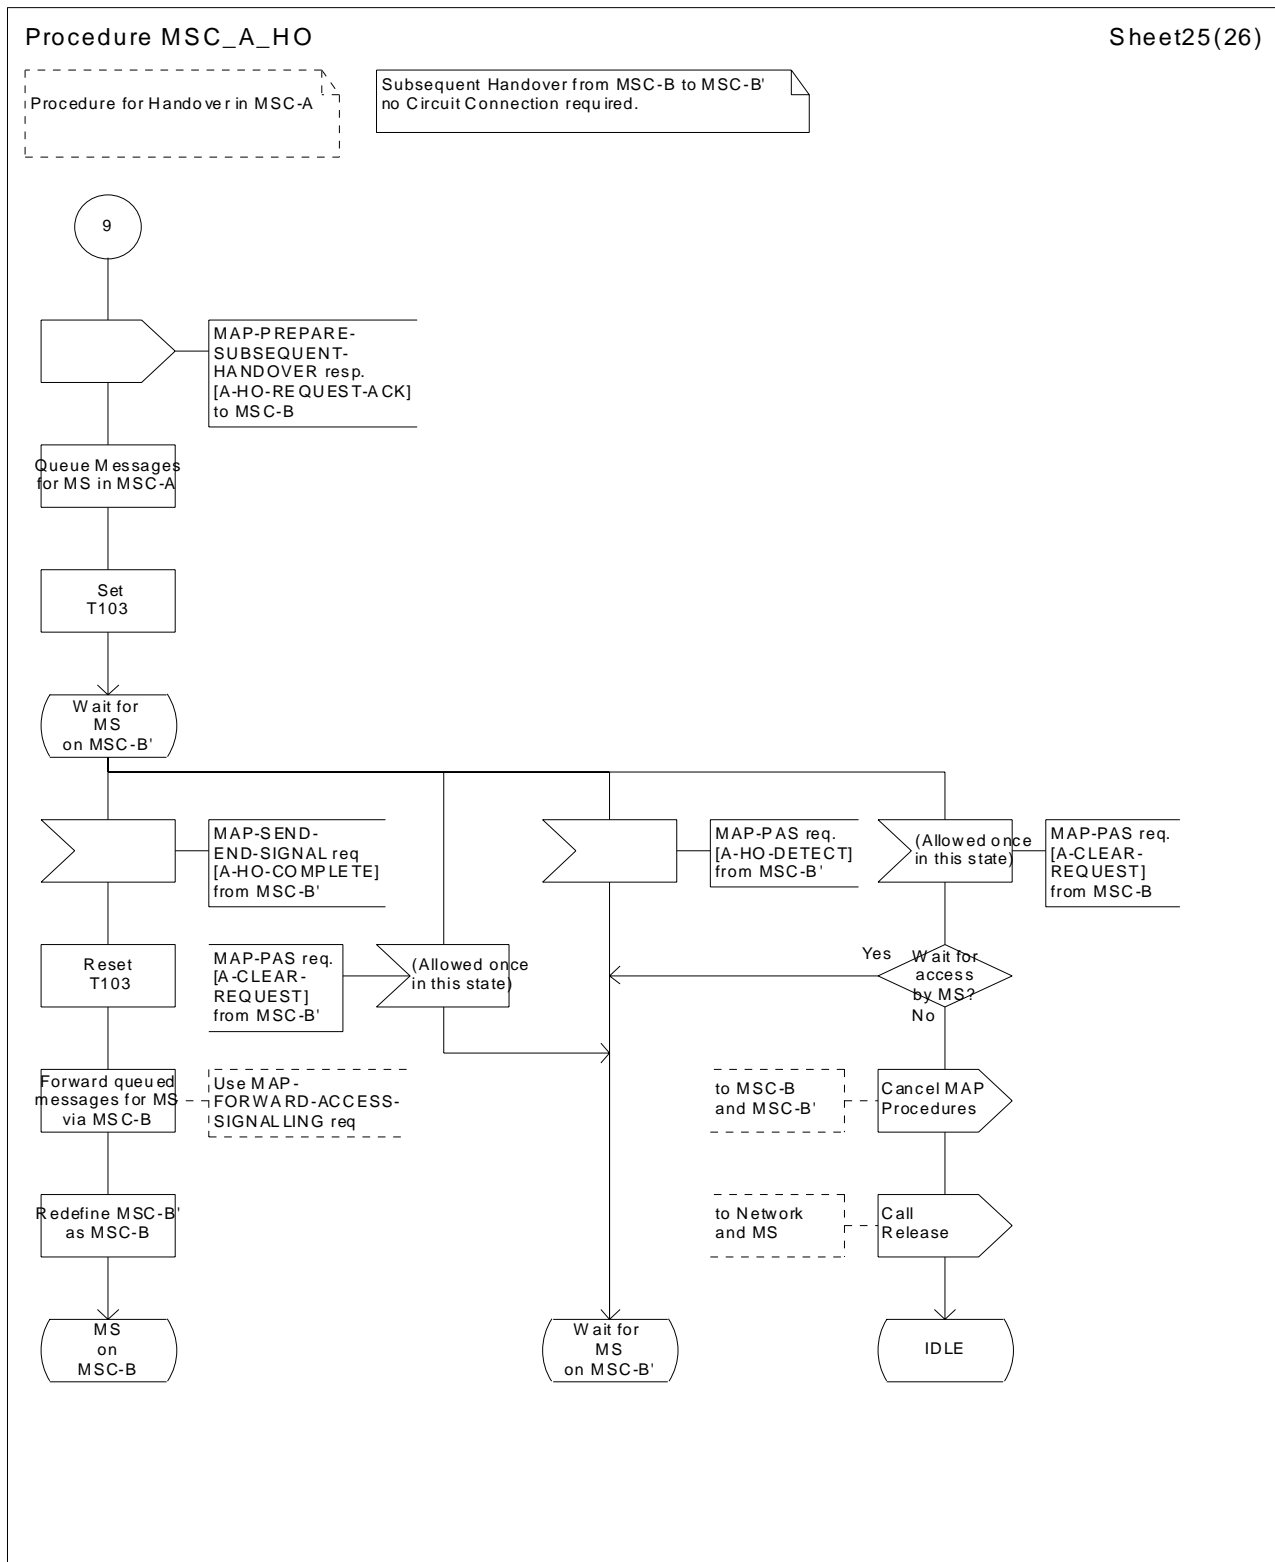 Procedure MSC_A_HO
Sheet25(26)
Procedure for Handover in MSC-A
Subsequent Handover from MSC-B to MSC-B'
no Circuit Connection required.
9
MAP-PREPARE-
SUBSEQUENT-
HANDOVER resp.
[A-HO-REQUEST-ACK]
to MSC-B
Queue Messages
for MS in MSC-A
Set
T103
Wait for
MS
on MSC-B'
MAP-SEND-
END-SIGNAL req
[A-HO-COMPLETE]
from MSC-B'
MAP-PAS req.
[A-HO-DETECT]
from MSC-B'
(Allowed once
in this state)
MAP-PAS req.
[A-CLEAR-
REQUEST]
from MSC-B
Reset
T103
MAP-PAS req.
[A-CLEAR-
REQUEST]
from MSC-B'
(Allowed once
in this state)
Yes
Wait for
access
by MS?
No
Forward queued
messages for MS
via MSC-B
Use MAP-
FORWARD-ACCESS-
SIGNALLING req
to MSC-B
and MSC-B'
Cancel MAP
Procedures
Redefine MSC-B'
as MSC-B
to Network
and MS
Call
Release
MS
on
MSC-B
Wait for
MS
on MSC-B'
IDLE